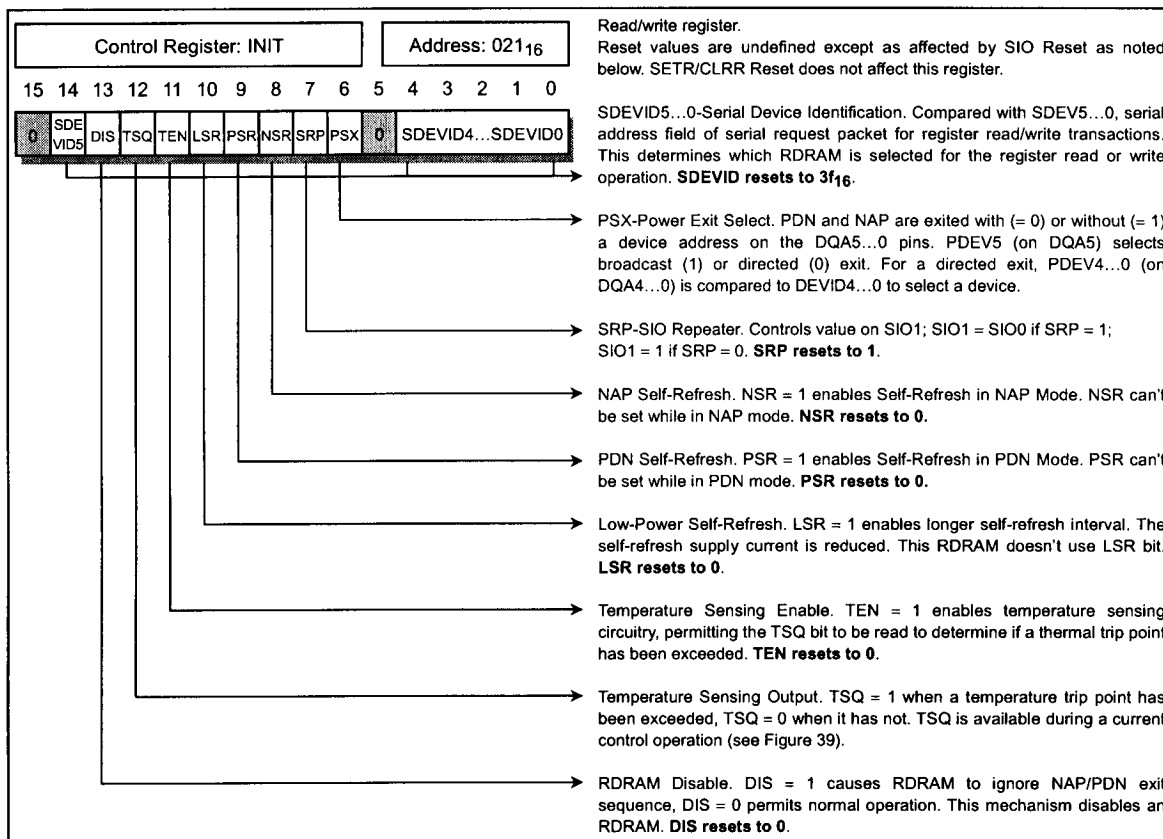 Control Register: INIT
Address: 021₁₆
15 14 13 12 11 10 9 8 7 6 5 4 3 2 1 0
0 SDE VID5 DIS TSQ TEN LSR PSR NSR SRP PSX 0 SDEVID4...SDEVID0
Read/write register.
Reset values are undefined except as affected by SIO Reset as noted
below. SETR/CLRR Reset does not affect this register.
SDEVID5...0-Serial Device Identification. Compared with SDEV5...0, serial
address field of serial request packet for register read/write transactions.
This determines which RDRAM is selected for the register read or write
operation. SDEVID resets to 3f₁₆.
PSX-Power Exit Select. PDN and NAP are exited with (= 0) or without (= 1)
a device address on the DQA5...0 pins. PDEV5 (on DQA5) selects
broadcast (1) or directed (0) exit. For a directed exit, PDEV4...0 (on
DQA4...0) is compared to DEVID4...0 to select a device.
SRP-SIO Repeater. Controls value on SIO1; SIO1 = SIO0 if SRP = 1;
SIO1 = 1 if SRP = 0. SRP resets to 1.
NAP Self-Refresh. NSR = 1 enables Self-Refresh in NAP Mode. NSR can't
be set while in NAP mode. NSR resets to 0.
PDN Self-Refresh. PSR = 1 enables Self-Refresh in PDN Mode. PSR can't
be set while in PDN mode. PSR resets to 0.
Low-Power Self-Refresh. LSR = 1 enables longer self-refresh interval. The
self-refresh supply current is reduced. This RDRAM doesn't use LSR bit.
LSR resets to 0.
Temperature Sensing Enable. TEN = 1 enables temperature sensing
circuitry, permitting the TSQ bit to be read to determine if a thermal trip point
has been exceeded. TEN resets to 0.
Temperature Sensing Output. TSQ = 1 when a temperature trip point has
been exceeded, TSQ = 0 when it has not. TSQ is available during a current
control operation (see Figure 39).
RDRAM Disable. DIS = 1 causes RDRAM to ignore NAP/PDN exit
sequence, DIS = 0 permits normal operation. This mechanism disables an
RDRAM. DIS resets to 0.